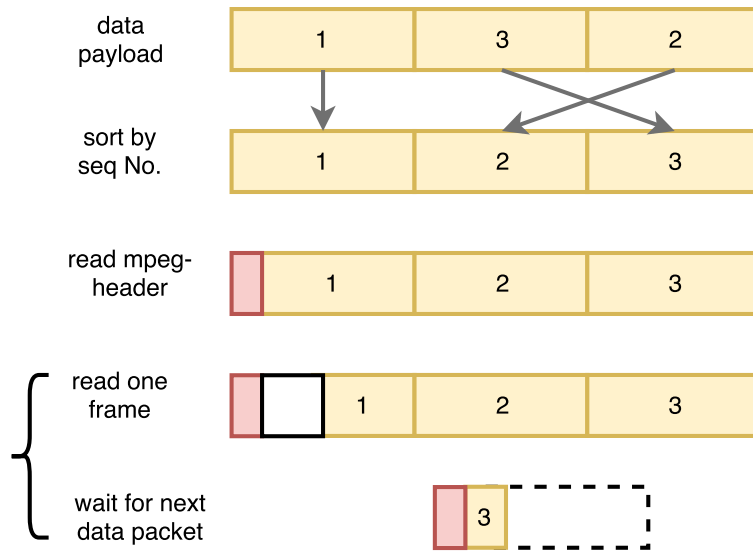 data
payload
1 3 2
sort by
seq No.
1 2 3
read mpeg-
header
1 2 3
read one
frame
1 2 3
wait for next
data packet
3